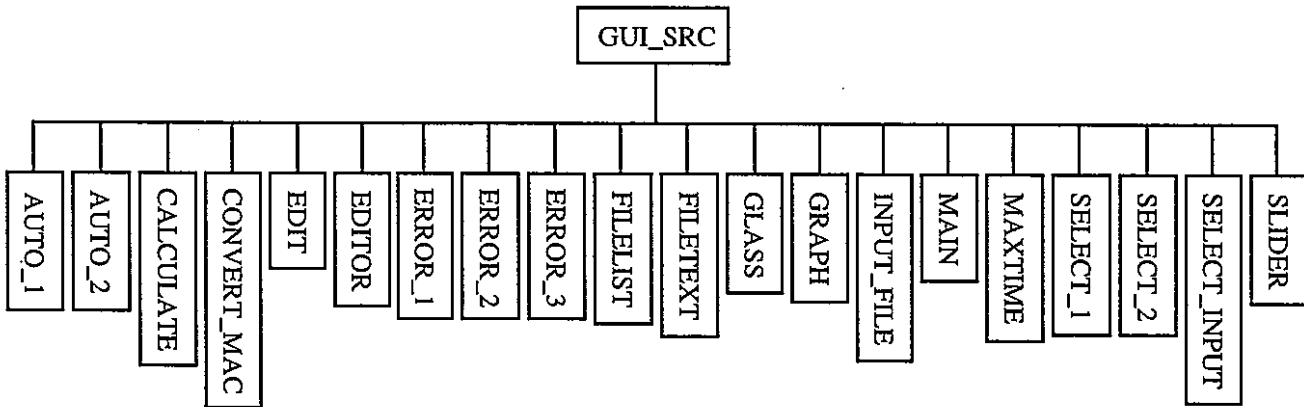 GUI_SRC
AUTO_1
AUTO_2
CALCULATE
CONVERT_MAC
EDIT
EDITOR
ERROR_1
ERROR_2
ERROR_3
FILELIST
FILETEXT
GLASS
GRAPH
INPUT_FILE
MAIN
MAXTIME
SELECT_1
SELECT_2
SELECT_INPUT
SLIDER